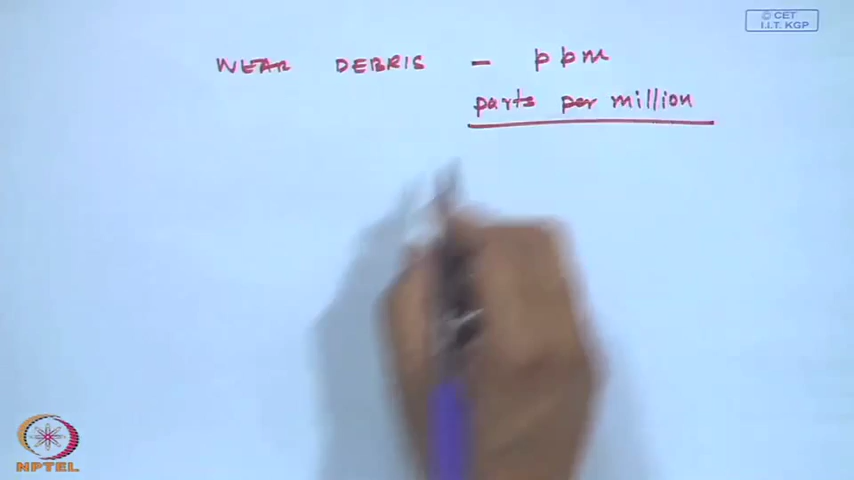 © CET
I.I.T. KGP
WEAR DEBRIS - ppm
parts per million
NPTEL